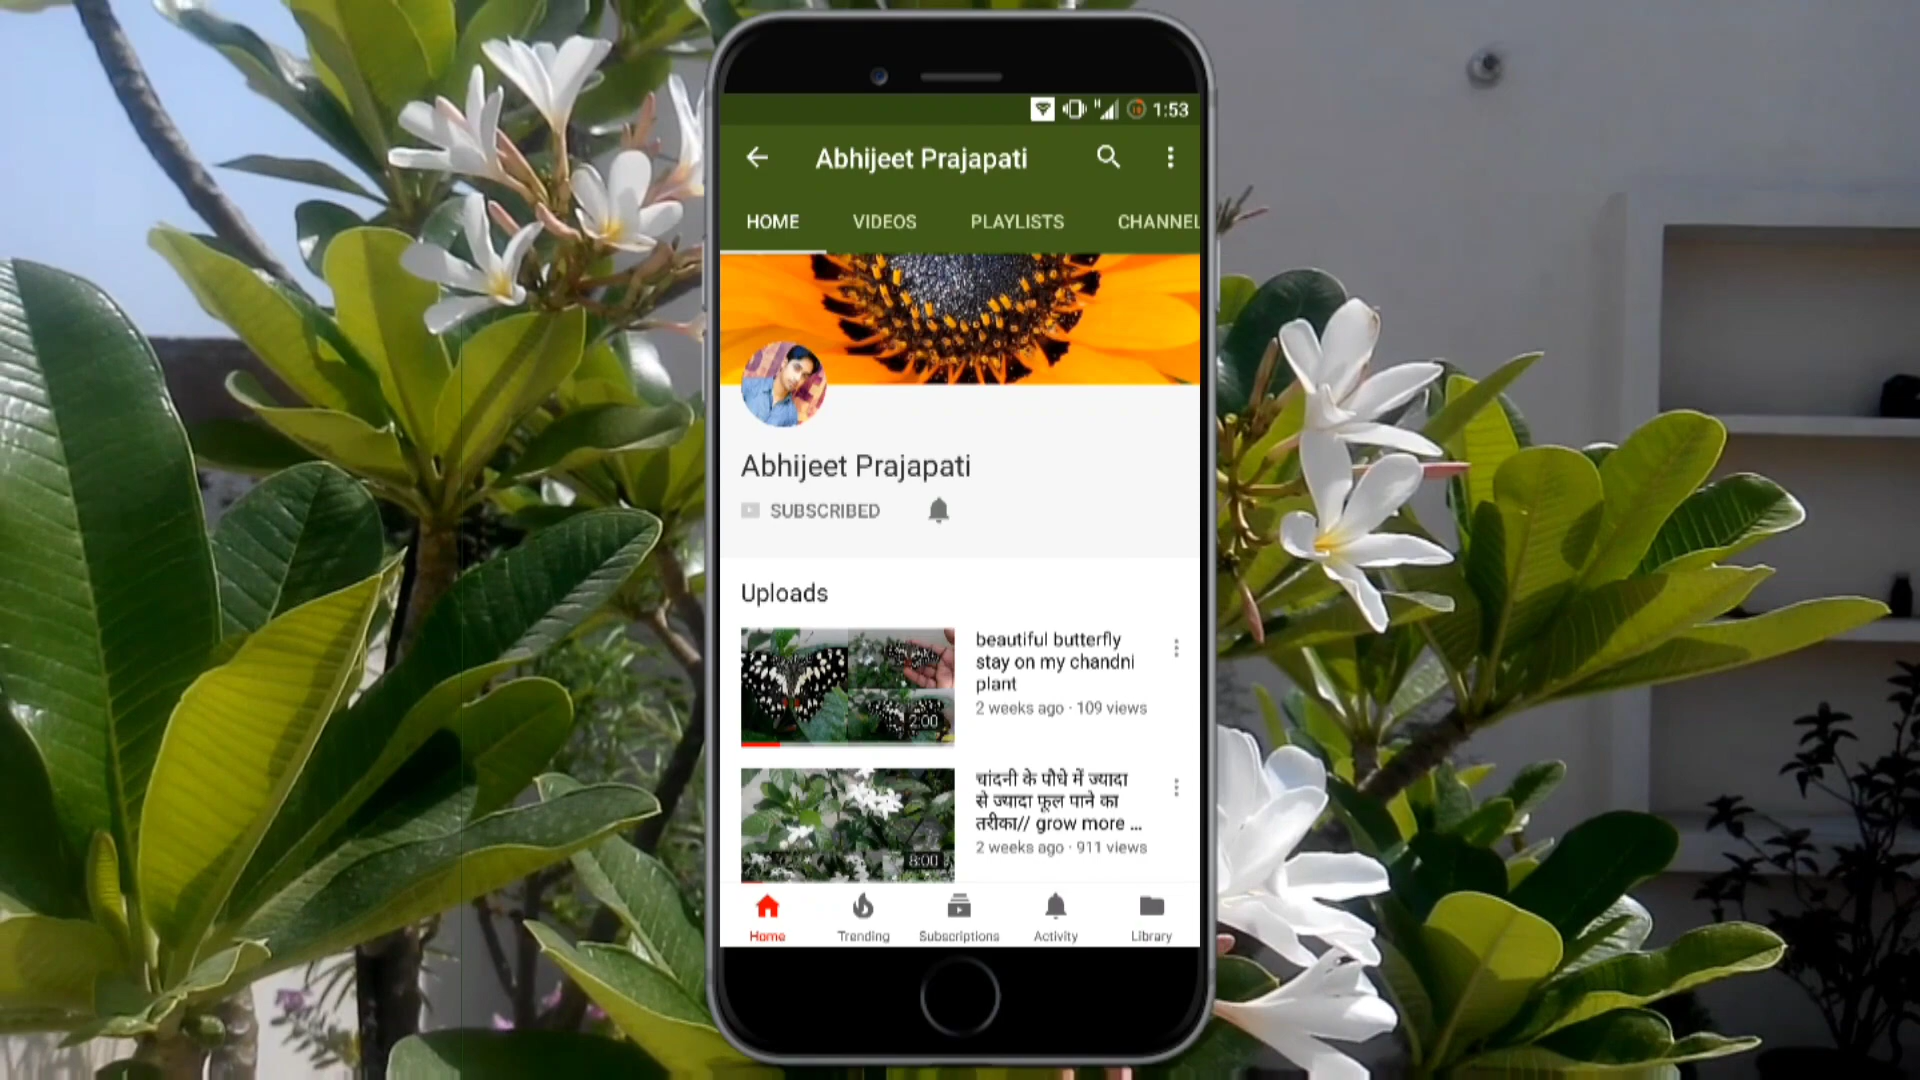 H 1:53
Abhijeet Prajapati
HOME VIDEOS PLAYLISTS CHANNEL
Abhijeet Prajapati
SUBSCRIBED
Uploads
beautiful butterfly
stay on my chandni
plant
2 weeks ago · 109 views
2:00
चांदनी के पौधे में ज्यादा
से ज्यादा फूल पाने का
तरीका// grow more ...
2 weeks ago · 911 views
8:00
Home Trending Subscriptions Activity Library